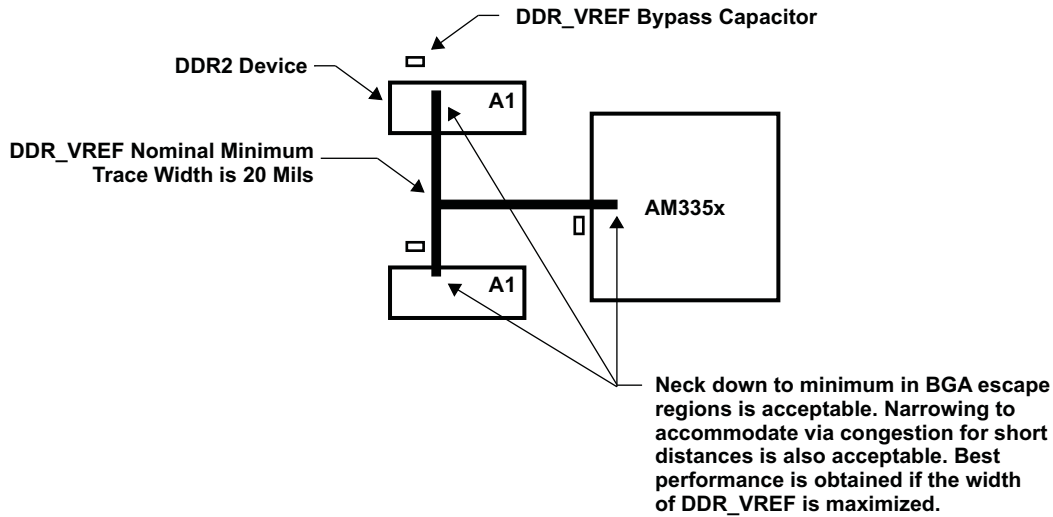 DDR_VREF Bypass Capacitor
DDR2 Device
A1
DDR_VREF Nominal Minimum
Trace Width is 20 Mils
AM335x
A1
Neck down to minimum in BGA escape
regions is acceptable. Narrowing to
accommodate via congestion for short
distances is also acceptable. Best
performance is obtained if the width
of DDR_VREF is maximized.